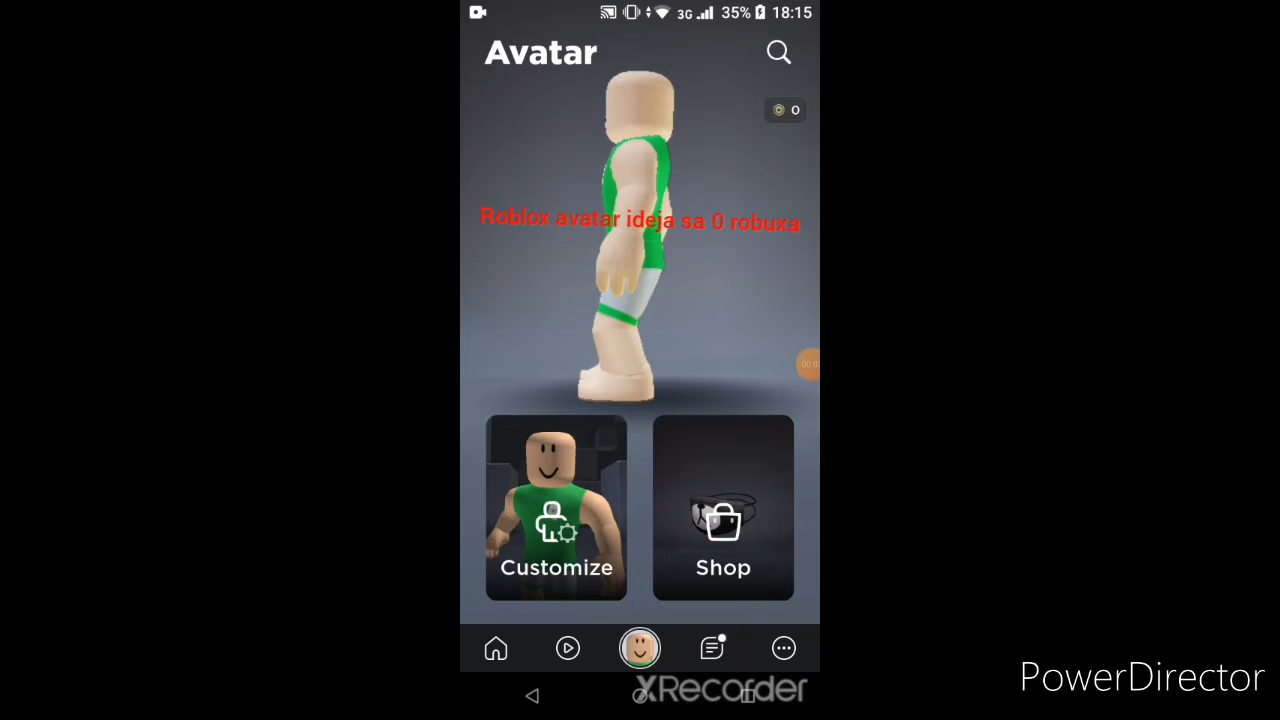 3G 35% 18:15
Avatar
0
Roblox avatar ideja sa 0 robuxa
Customize
Shop
XRecorder
PowerDirector